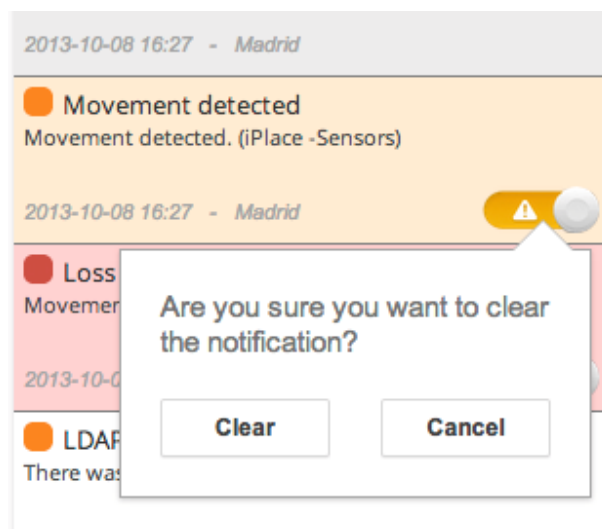 2013-10-08 16:27 - Madrid
Movement detected
Movement detected. (iPlace -Sensors)
2013-10-08 16:27 - Madrid
Loss
Are you sure you want to clear
the notification?
2013-10-0
LDAP
Clear
Cancel
There was